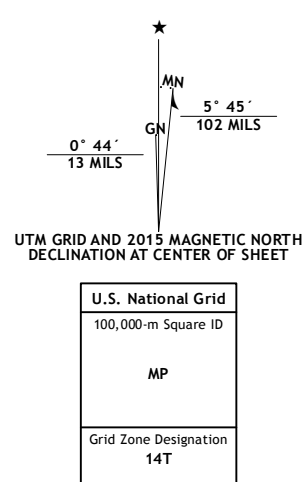 ★
MN
GN
5° 45´
102 MILS
0° 44´
13 MILS
UTM GRID AND 2015 MAGNETIC NORTH
DECLINATION AT CENTER OF SHEET
U.S. National Grid
100,000-m Square ID
MP
Grid Zone Designation
14T